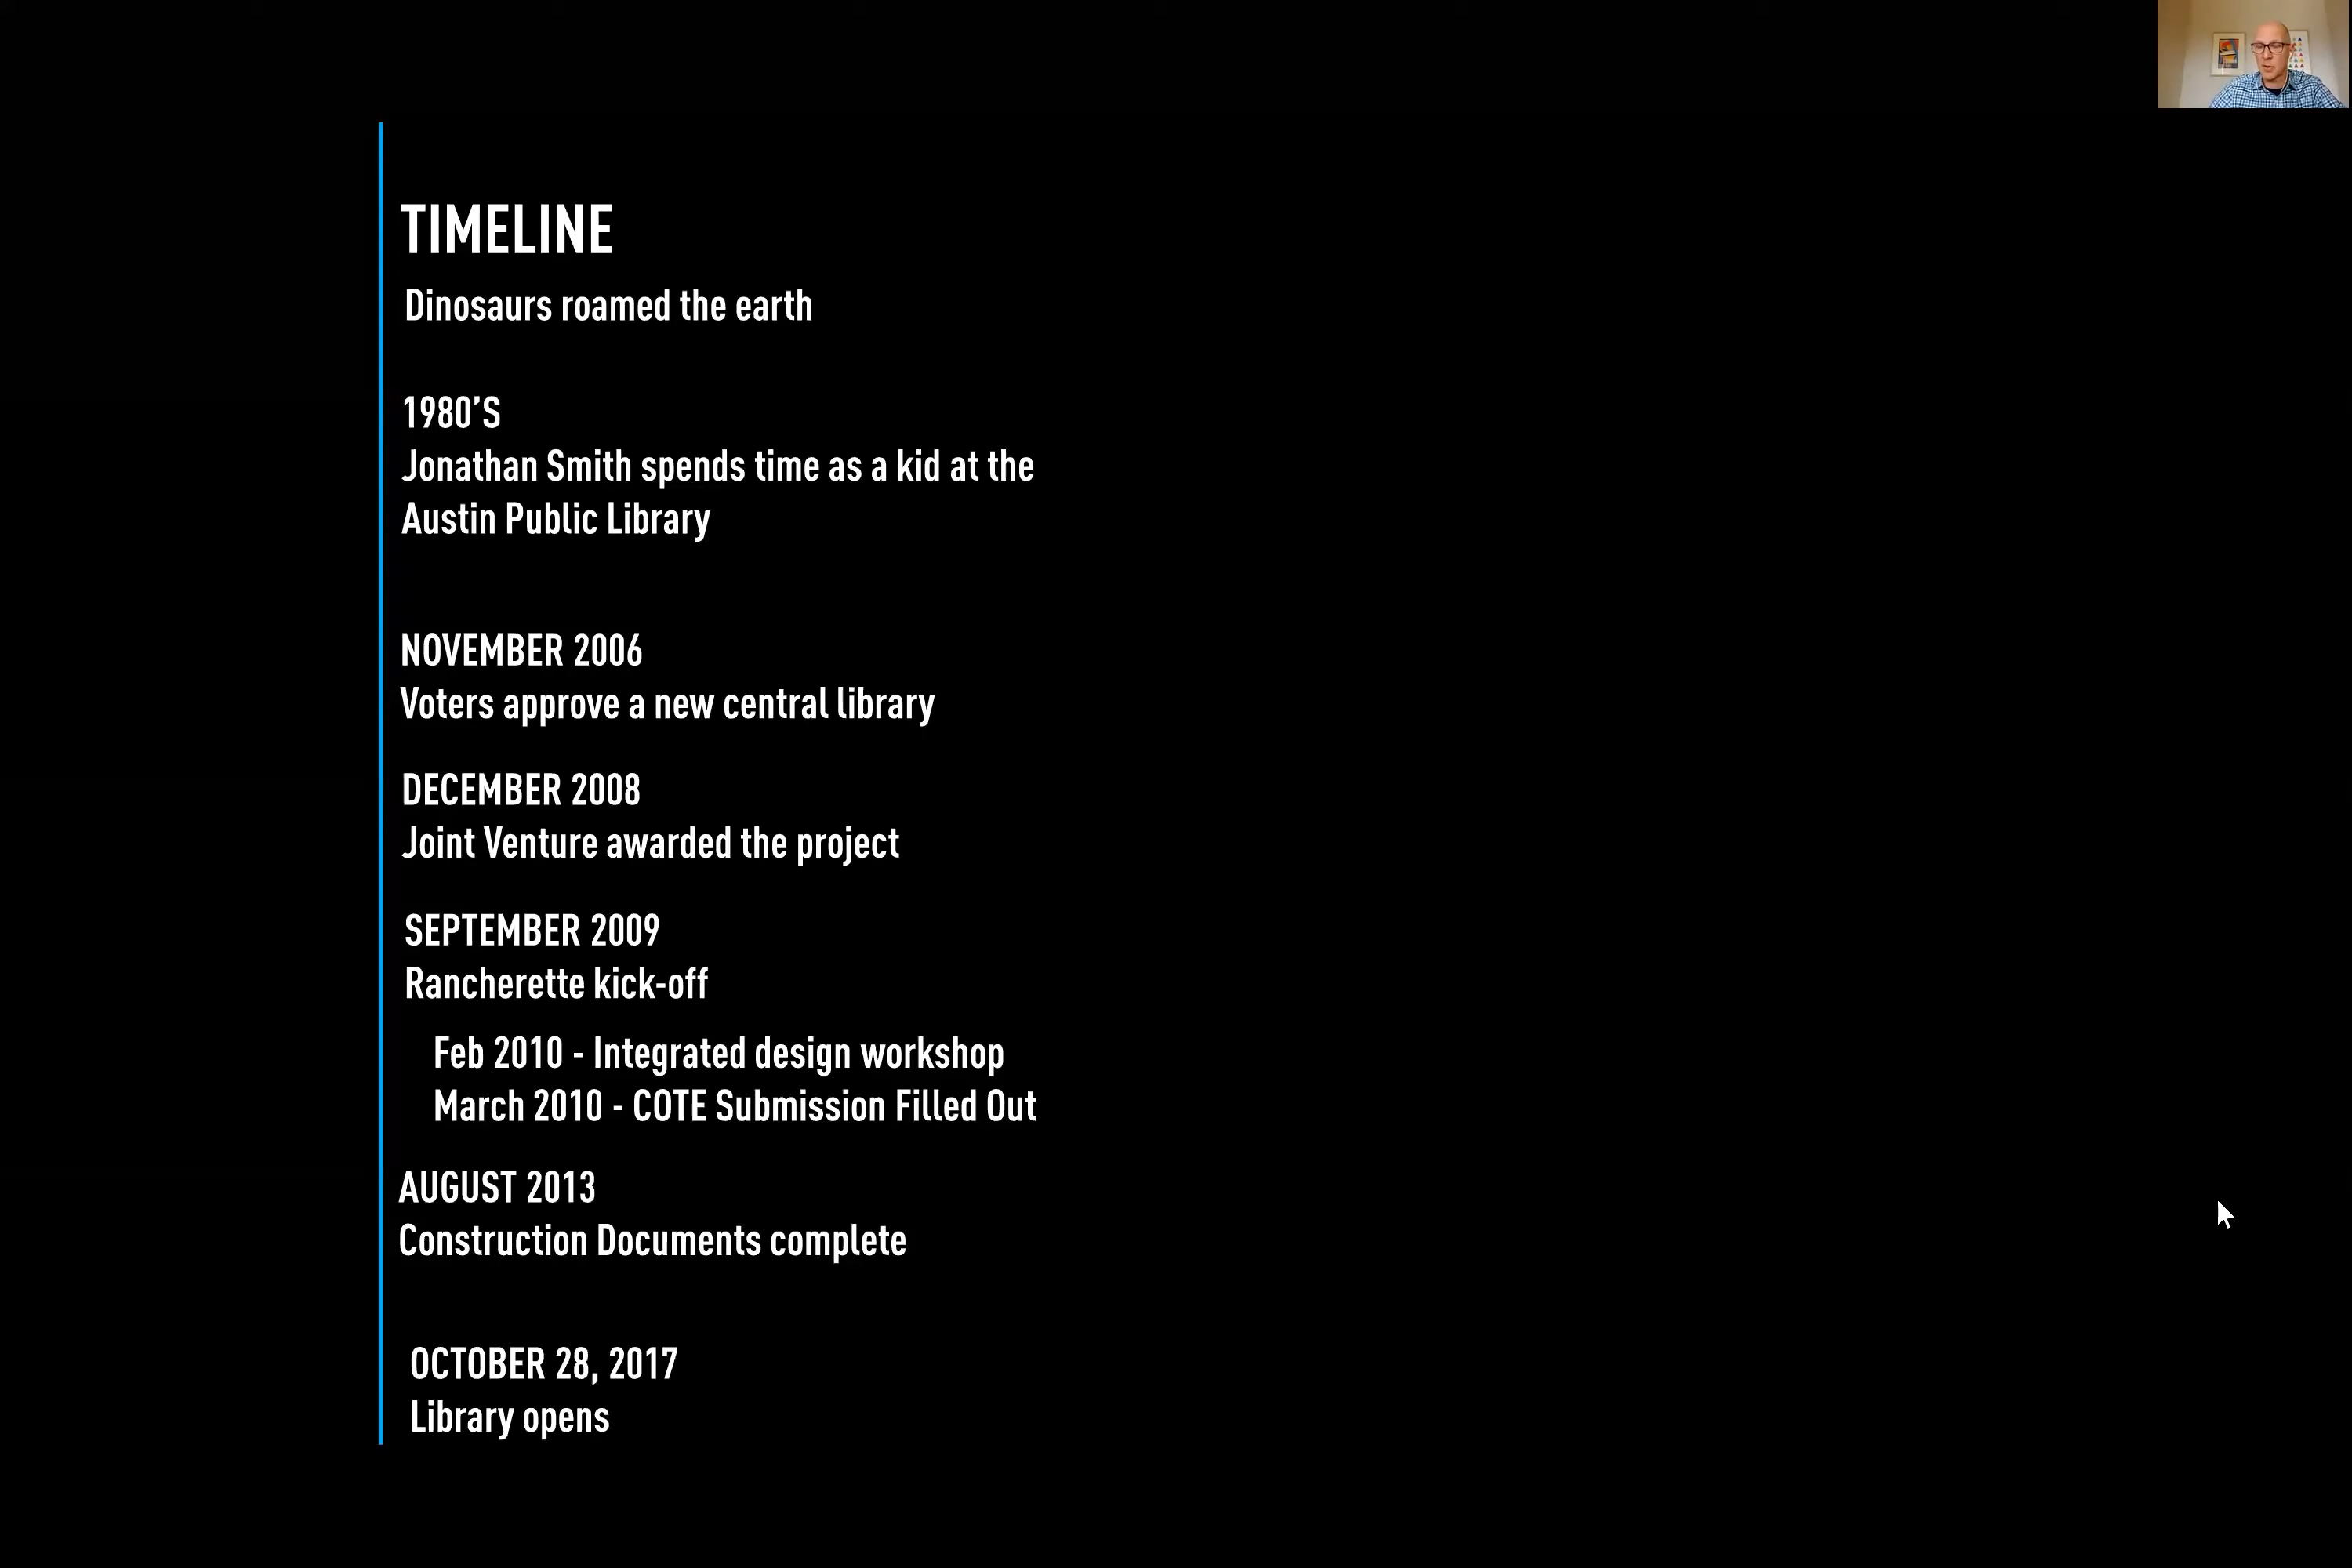 TIMELINE
Dinosaurs roamed the earth
1980’S
Jonathan Smith spends time as a kid at the
Austin Public Library
NOVEMBER 2006
Voters approve a new central library
DECEMBER 2008
Joint Venture awarded the project
SEPTEMBER 2009
Rancherette kick-off
Feb 2010 - Integrated design workshop
March 2010 - COTE Submission Filled Out
AUGUST 2013
Construction Documents complete
OCTOBER 28, 2017
Library opens